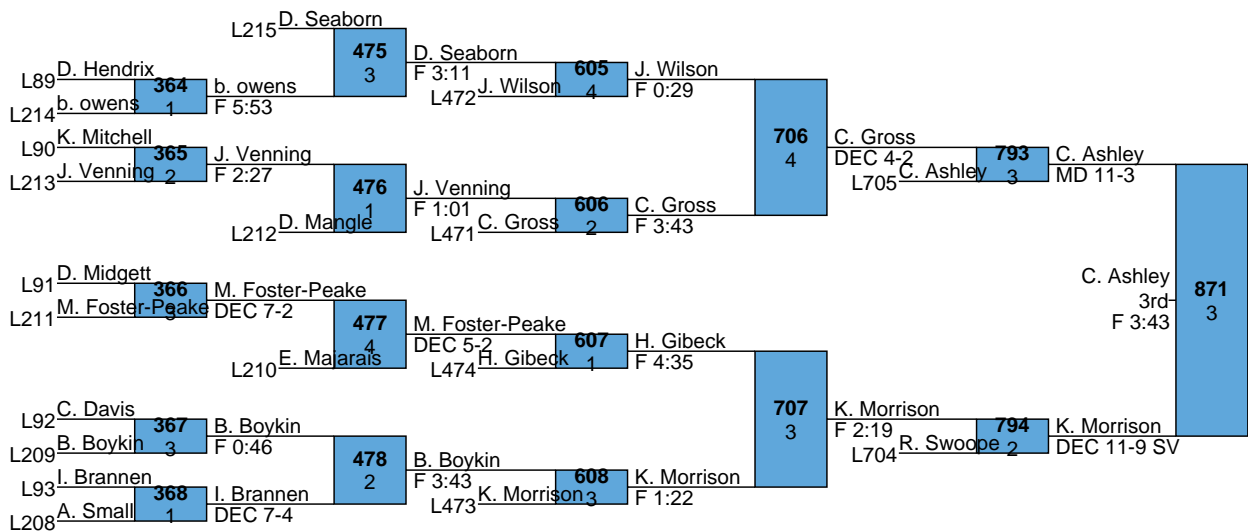 D. Seaborn
L215
475
3
D. Seaborn
F 3:11
L89
D. Hendrix
364
1
b. owens
F 5:53
L214
b. owens
J. Wilson
L472
605
4
J. Wilson
F 0:29
L90
K. Mitchell
365
2
J. Venning
F 2:27
L213
J. Venning
706
4
C. Gross
DEC 4-2
476
1
J. Venning
F 1:01
L212
D. Mangle
L471
C. Gross
606
2
C. Gross
F 3:43
L705
C. Ashley
793
3
C. Ashley
MD 11-3
L91
D. Midgett
366
3
M. Foster-Peake
DEC 7-2
L211
M. Foster-Peake
477
4
M. Foster-Peake
DEC 5-2
L210
E. Majarais
L474
H. Gibeck
607
1
H. Gibeck
F 4:35
C. Ashley
3rd
F 3:43
871
3
L92
C. Davis
367
3
B. Boykin
F 0:46
L209
B. Boykin
707
3
K. Morrison
F 2:19
L704
R. Swoope
794
2
K. Morrison
DEC 11-9 SV
478
2
B. Boykin
F 3:43
L93
I. Brannen
368
1
I. Brannen
DEC 7-4
L208
A. Small
L473
K. Morrison
608
3
K. Morrison
F 1:22